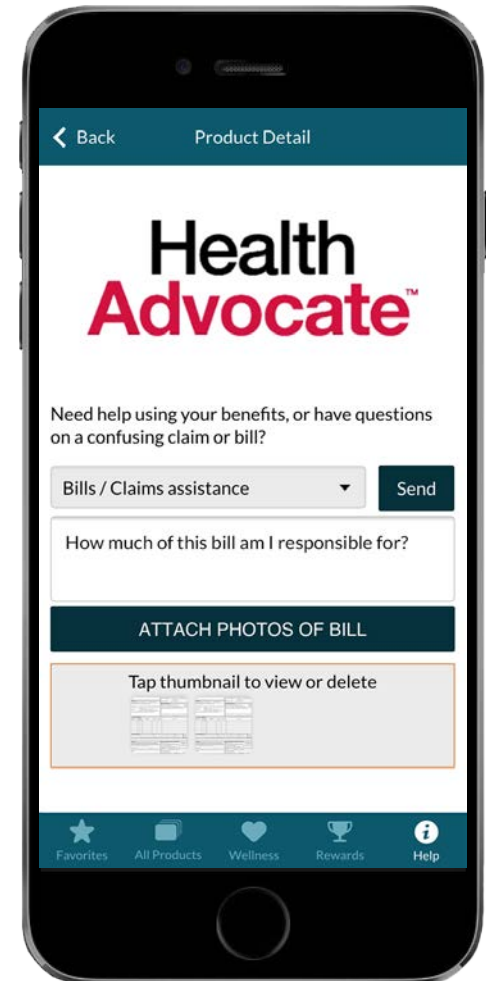 Back
Product Detail
Health
Advocate™
Need help using your benefits, or have questions
on a confusing claim or bill?
Bills / Claims assistance
Send
How much of this bill am I responsible for?
ATTACH PHOTOS OF BILL
Tap thumbnail to view or delete
Favorites
All Products
Wellness
Rewards
Help